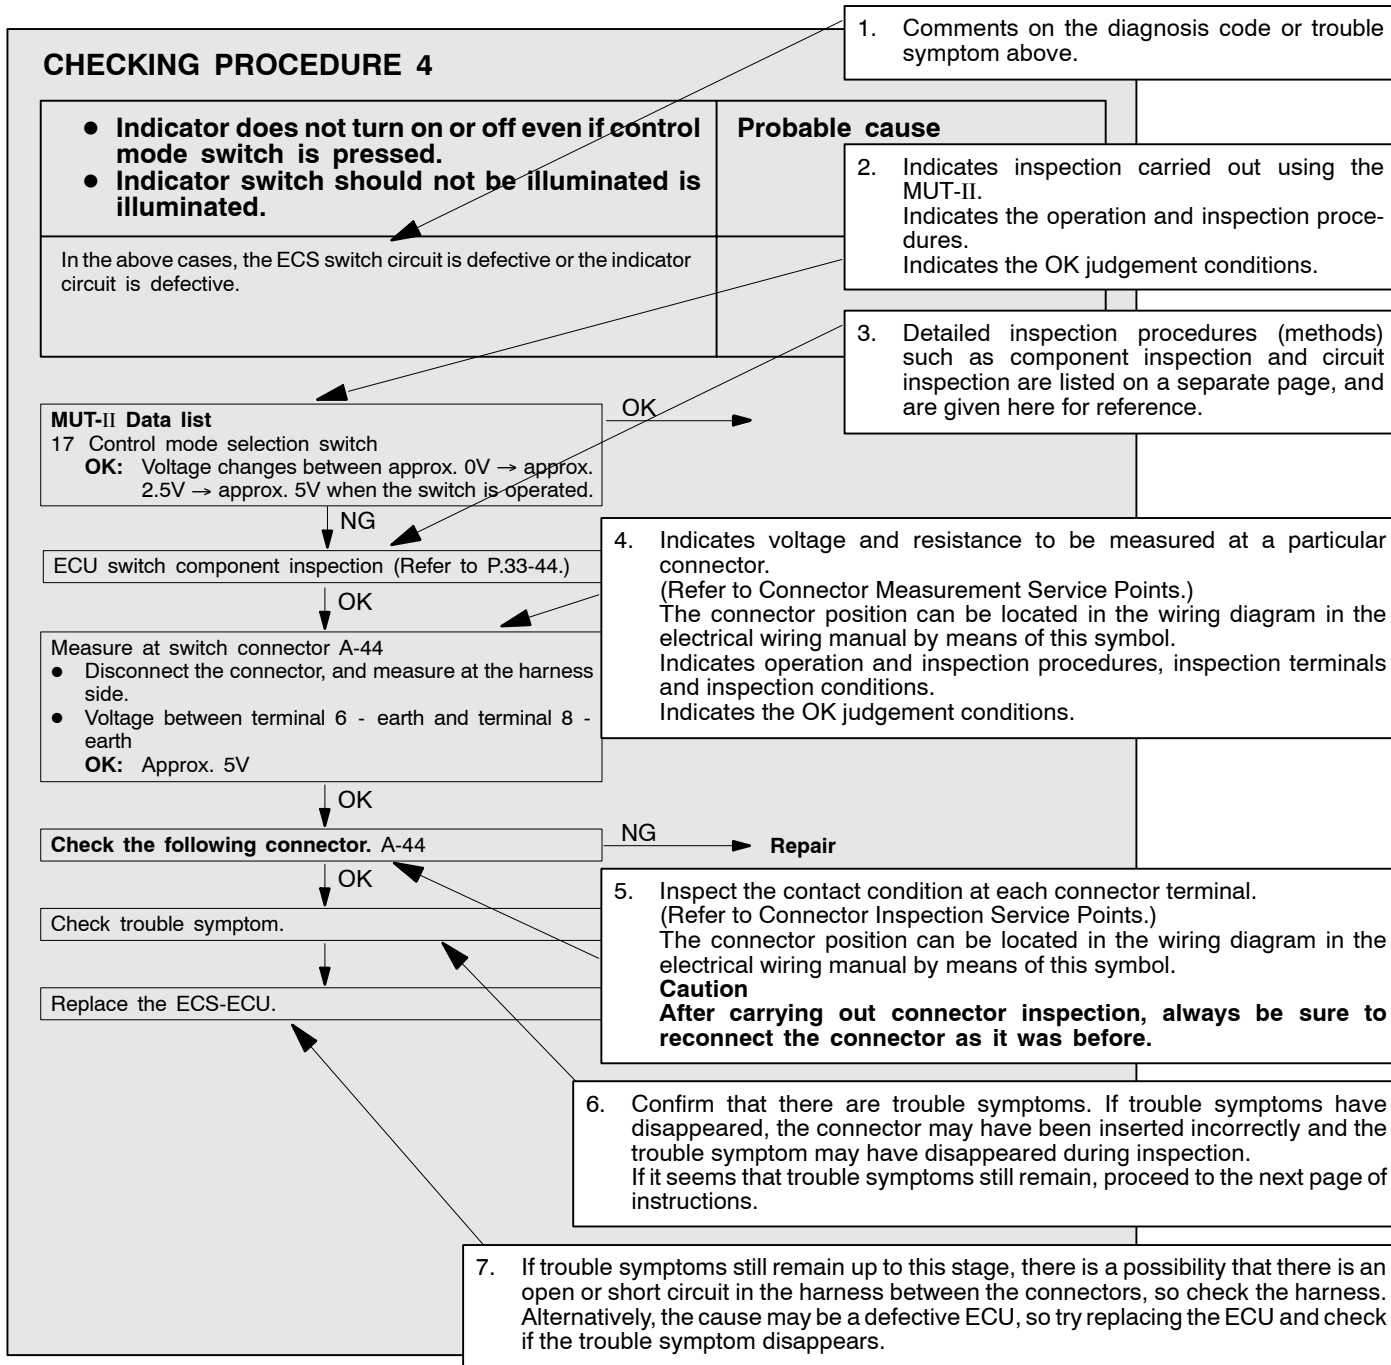 CHECKING PROCEDURE 4
● Indicator does not turn on or off even if control
mode switch is pressed.
● Indicator switch should not be illuminated is
illuminated.
Probable cause
In the above cases, the ECS switch circuit is defective or the indicator
circuit is defective.
MUT-II Data list
17 Control mode selection switch
OK: Voltage changes between approx. 0V → approx.
2.5V → approx. 5V when the switch is operated.
OK
NG
ECU switch component inspection (Refer to P.33-44.)
OK
Measure at switch connector A-44
● Disconnect the connector, and measure at the harness
side.
● Voltage between terminal 6 - earth and terminal 8 -
earth
OK: Approx. 5V
OK
Check the following connector. A-44
NG
Repair
OK
Check trouble symptom.
Replace the ECS-ECU.
1. Comments on the diagnosis code or trouble
symptom above.
2. Indicates inspection carried out using the
MUT-II.
Indicates the operation and inspection proce-
dures.
Indicates the OK judgement conditions.
3. Detailed inspection procedures (methods)
such as component inspection and circuit
inspection are listed on a separate page, and
are given here for reference.
4. Indicates voltage and resistance to be measured at a particular
connector.
(Refer to Connector Measurement Service Points.)
The connector position can be located in the wiring diagram in the
electrical wiring manual by means of this symbol.
Indicates operation and inspection procedures, inspection terminals
and inspection conditions.
Indicates the OK judgement conditions.
5. Inspect the contact condition at each connector terminal.
(Refer to Connector Inspection Service Points.)
The connector position can be located in the wiring diagram in the
electrical wiring manual by means of this symbol.
Caution
After carrying out connector inspection, always be sure to
reconnect the connector as it was before.
6. Confirm that there are trouble symptoms. If trouble symptoms have
disappeared, the connector may have been inserted incorrectly and the
trouble symptom may have disappeared during inspection.
If it seems that trouble symptoms still remain, proceed to the next page of
instructions.
7. If trouble symptoms still remain up to this stage, there is a possibility that there is an
open or short circuit in the harness between the connectors, so check the harness.
Alternatively, the cause may be a defective ECU, so try replacing the ECU and check
if the trouble symptom disappears.